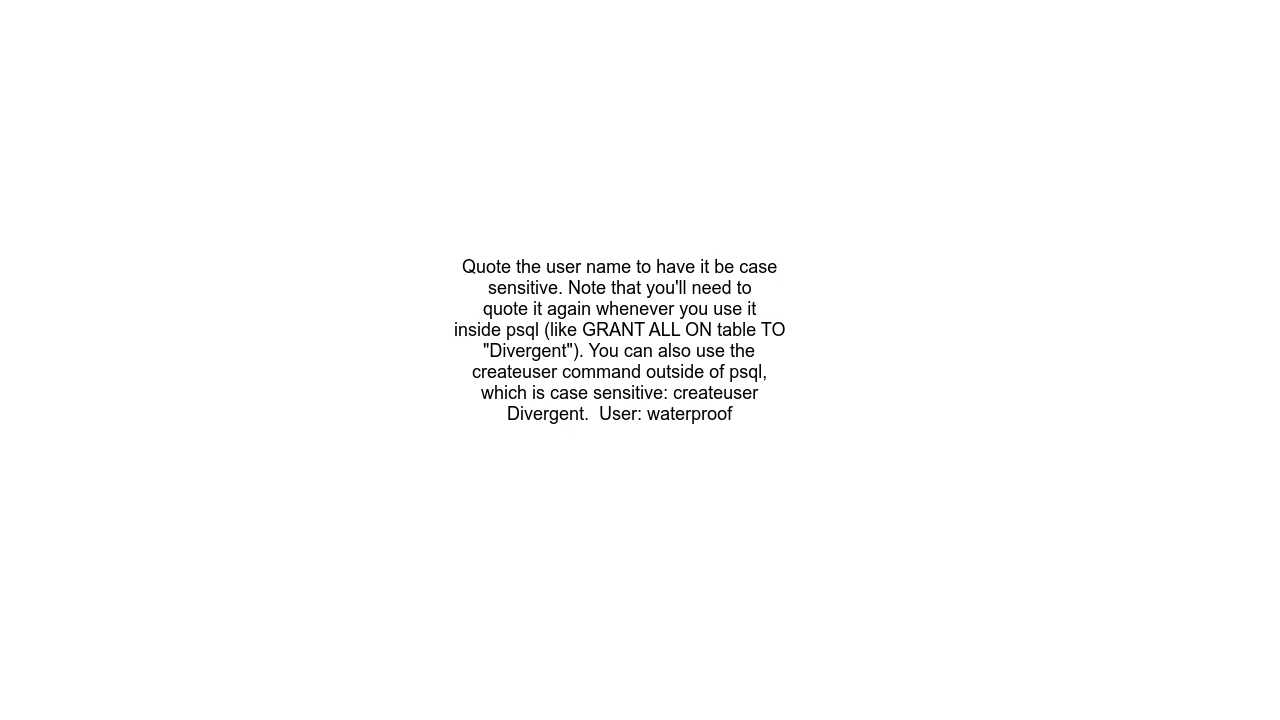 Quote the user name to have it be case
sensitive. Note that you'll need to
quote it again whenever you use it
inside psql (like GRANT ALL ON table TO
"Divergent"). You can also use the
createuser command outside of psql,
which is case sensitive: createuser
Divergent.  User: waterproof